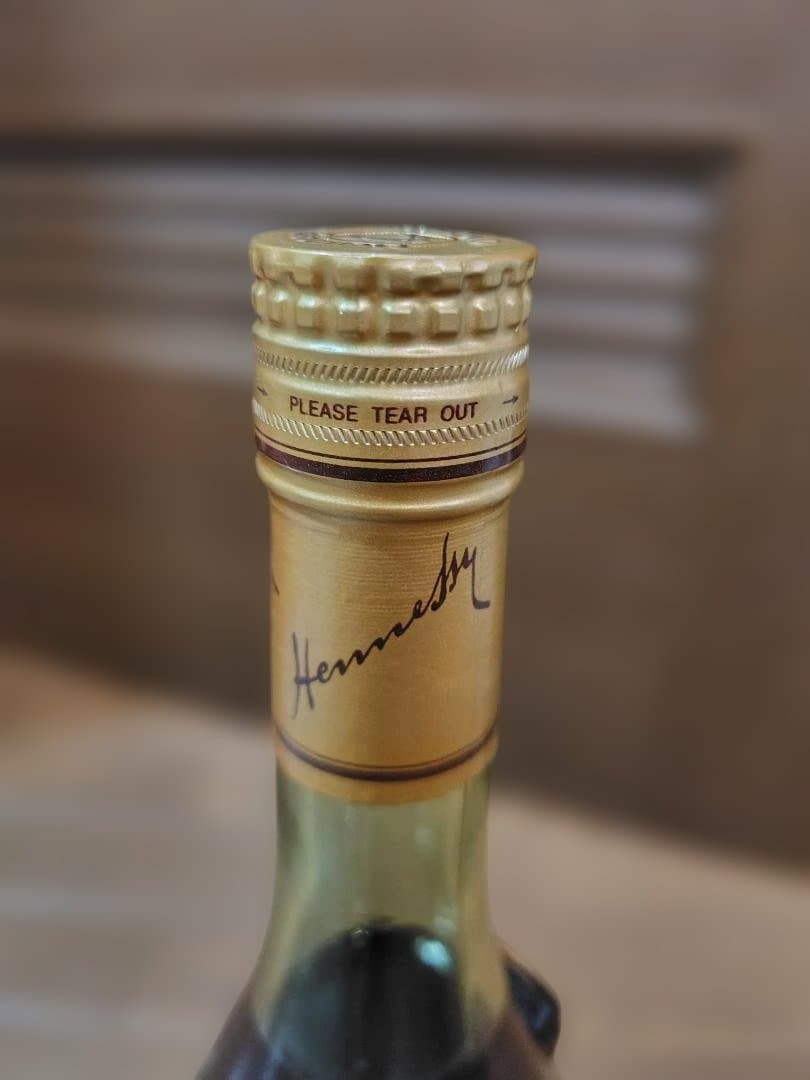 → PLEASE TEAR OUT →
Hennessy